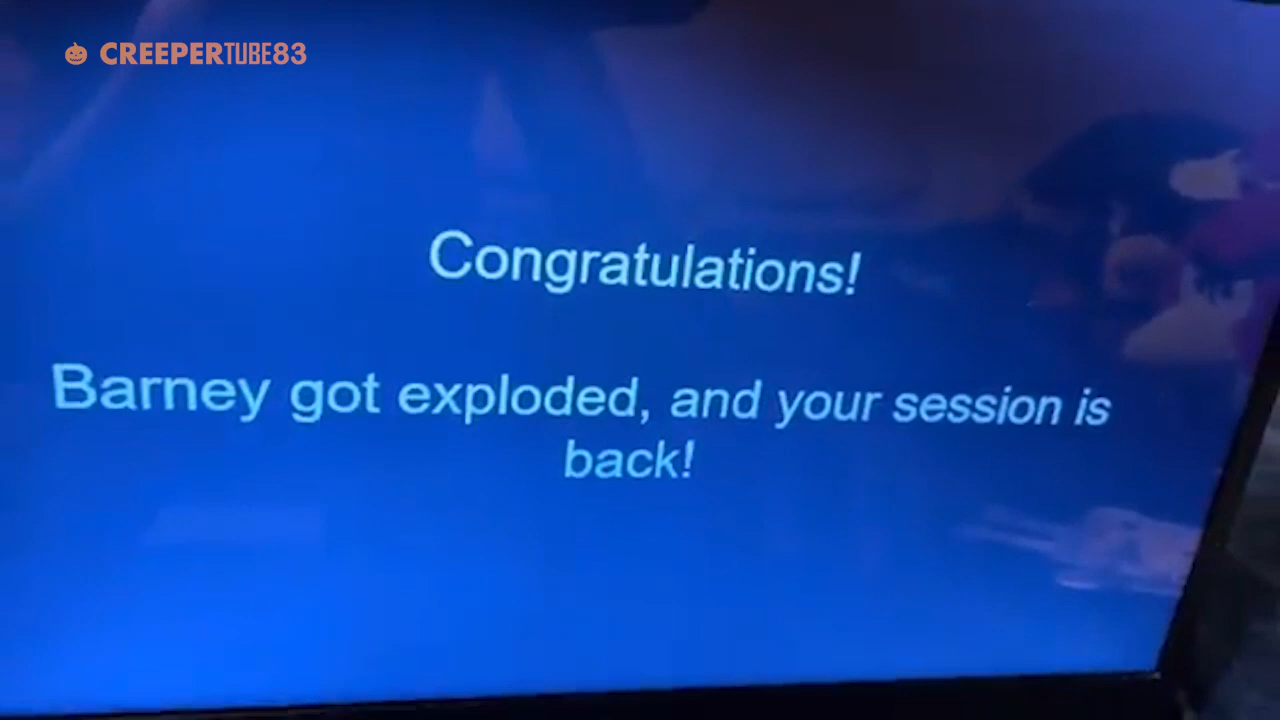 CREEPERTUBE83
Congratulations!
Barney got exploded, and your session is
back!